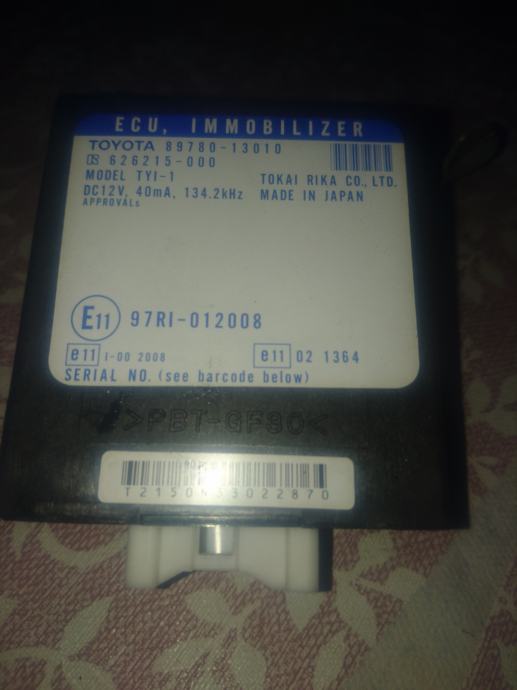 ECU, IMMOBILIZER
TOYOTA 89780-13010
626215-000
MODEL TYI-1 TOKAI RIKA CO., LTD.
DC12V, 40mA, 134.2kHz MADE IN JAPAN
APPROVALs
E11 97RI-012008
e11 I-00 2008 e11 02 1364
SERIAL NO. (see barcode below)
>PBT-GF30<